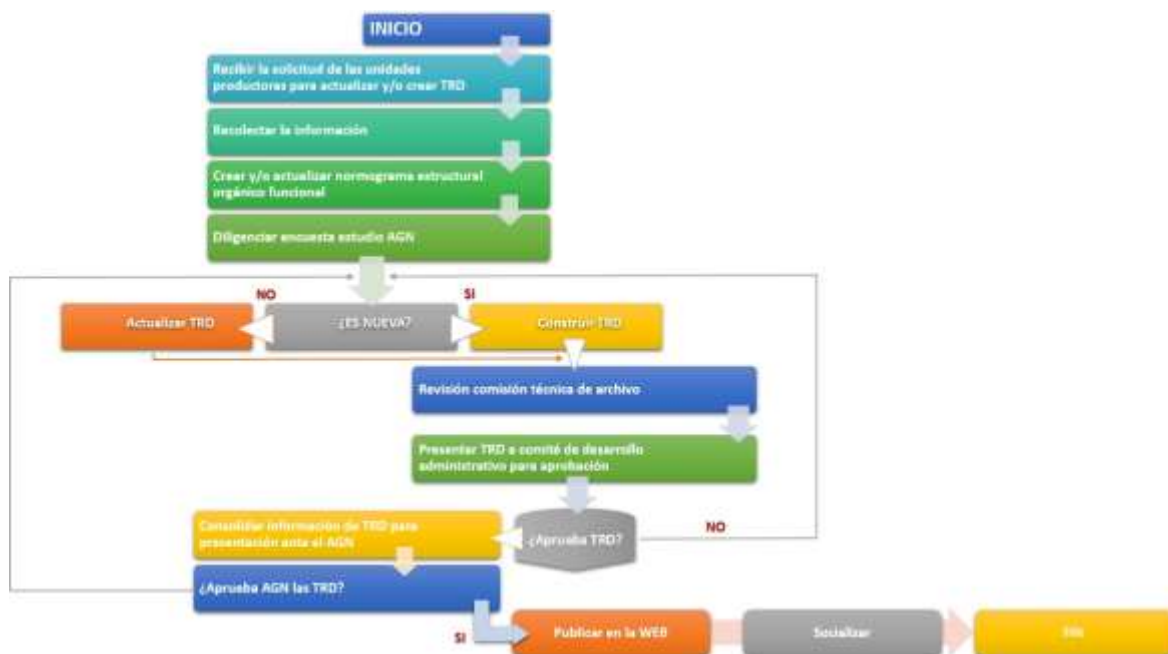 INICIO
Recibir la solicitud de las unidades
productoras para actualizar y/o crear TRD
Recolectar la información
Crear y/o actualizar normograma estructural
orgánico funcional
Diligenciar encuesta estudio AGN
NO
SI
Actualizar TRD
¿ES NUEVA?
Construir TRD
Revisión comisión técnica de archivo
Presentar TRD a comité de desarrollo
administrativo para aprobación
Consolidar información de TRD para
presentación ante el AGN
¿Aprueba TRD?
NO
¿Aprueba AGN las TRD?
SI
Publicar en la WEB
Socializar
FIN